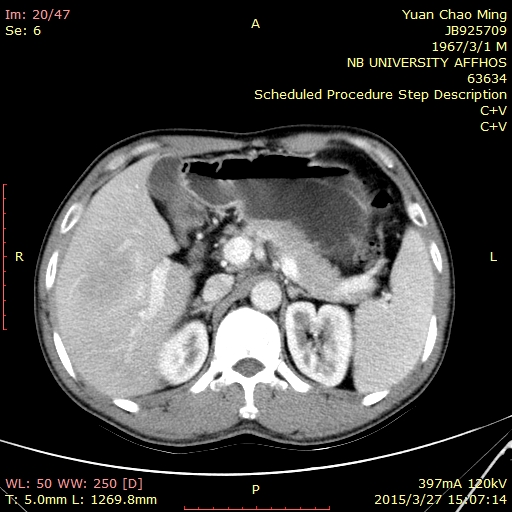 Im: 20/47
Se: 6
A
Yuan Chao Ming
JB925709
1967/3/1 M
NB UNIVERSITY AFFHOS
63634
Scheduled Procedure Step Description
C+V
C+V
R
L
WL: 50 WW: 250 [D]
T: 5.0mm L: 1269.8mm
P
397mA 120kV
2015/3/27 15:07:14